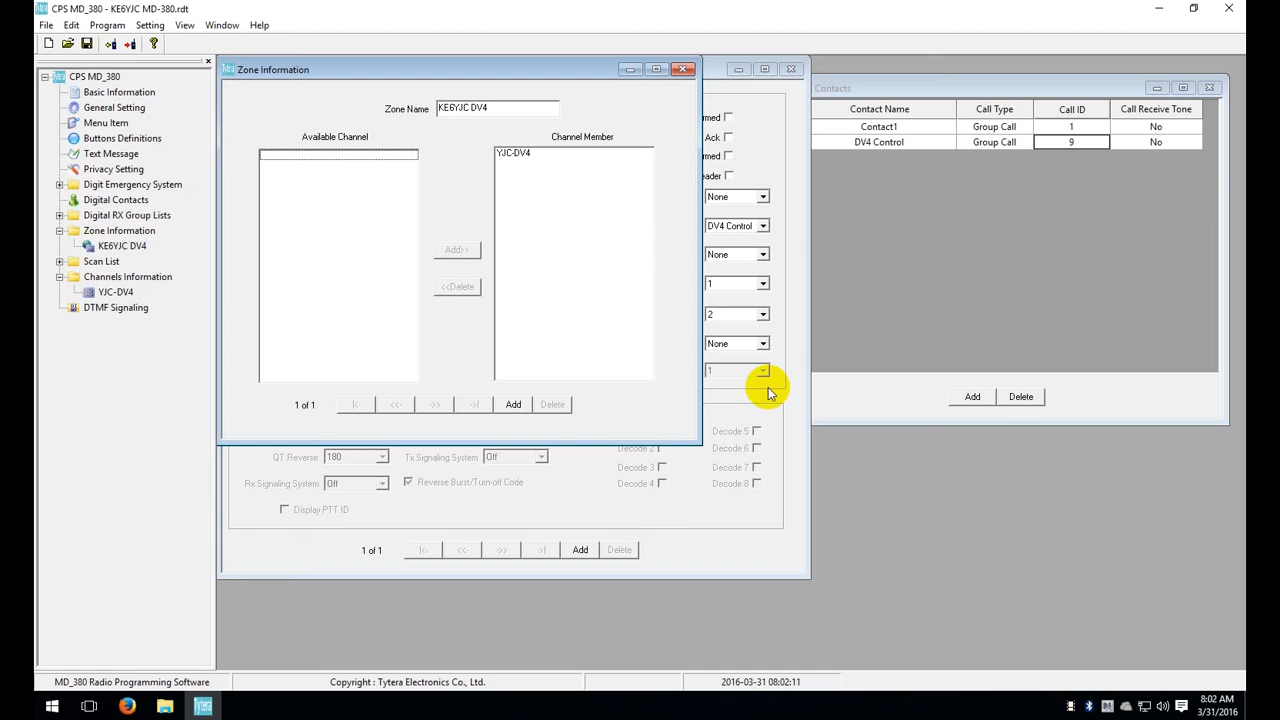 CPS MD_380 - KE6YJC MD-380.rdt
File Edit Program Setting View Window Help
CPS MD_380
Basic Information
General Setting
Menu Item
Buttons Definitions
Text Message
Privacy Setting
Digit Emergency System
Digital Contacts
Digital RX Group Lists
Zone Information
KE6YJC DV4
Scan List
Channels Information
YJC-DV4
DTMF Signaling
Tytera Zone Information
Zone Name KE6YJC DV4
Available Channel Channel Member
YJC-DV4
Add>>
<<Delete
1 of 1 |<- <<- ->> ->| Add Delete
rmed
Ack
rmed
eader
None
DV4 Control
None
1
2
None
1
Decode 5
Decode 2 Decode 6
Decode 3 Decode 7
Decode 4 Decode 8
QT Reverse 180 Tx Signaling System Off
Rx Signaling System Off Reverse Burst/Turn-off Code
Display PTT ID
1 of 1 |<- <<- ->> ->| Add Delete
Contacts
Contact Name Call Type Call ID Call Receive Tone
Contact1 Group Call 1 No
DV4 Control Group Call 9 No
Add Delete
MD_380 Radio Programming Software Copyright : Tytera Electronics Co., Ltd. 2016-03-31 08:02:11
Tytera
8:02 AM
3/31/2016